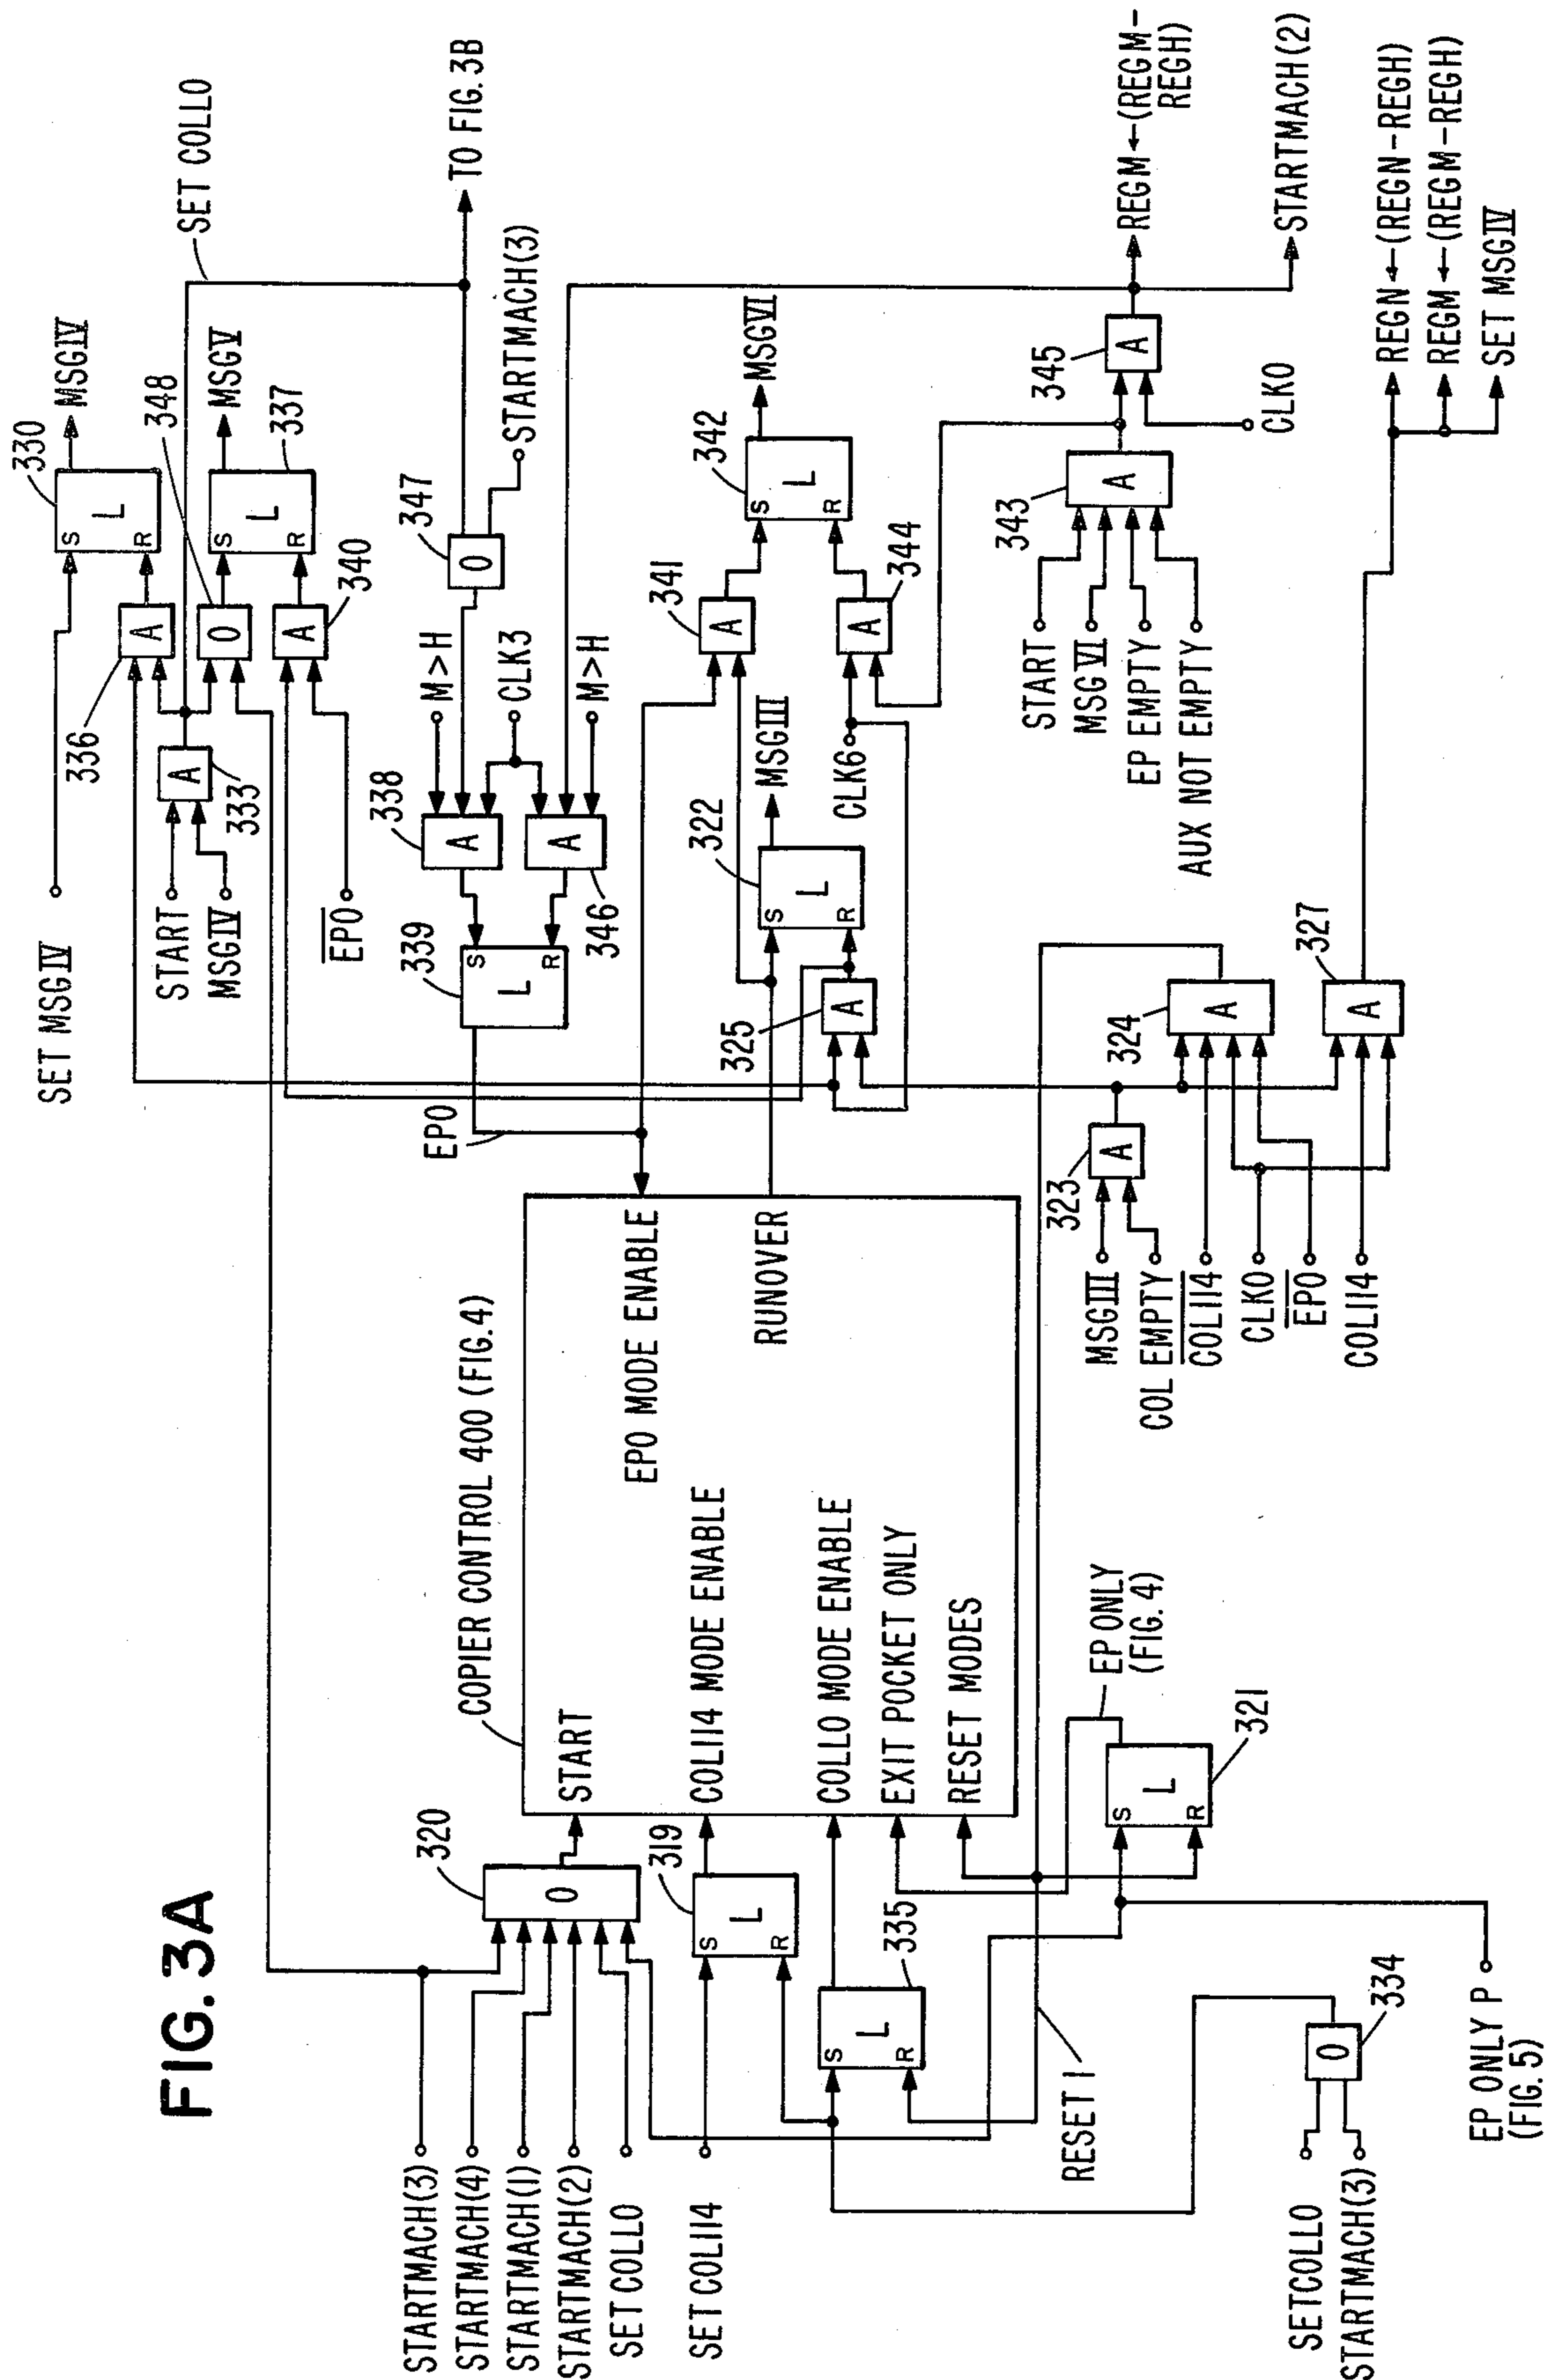 FIG. 3A
STARTMACH(3)
STARTMACH(4)
STARTMACH(1)
STARTMACH(2)
SETCOLLO
SETCOL114
320
O
319
S
L
R
335
S
L
R
RESET 1
SETCOLLO
STARTMACH(3)
O
334
EP ONLY P
(FIG. 5)
EP ONLY
(FIG. 4)
S
L
R
321
COPIER CONTROL 400 (FIG. 4)
START
COL114 MODE ENABLE
COLLO MODE ENABLE
EXIT POCKET ONLY
RESET MODES
EPO MODE ENABLE
RUNOVER
EPO
SET MSGIV
START
MSGIV
A
333
EPO
336
A
348
O
A
340
330
S
L
R
MSGIV
S
L
R
337
MSGV
SET COLLO
TO FIG. 3B
347
O
STARTMACH(3)
M>H
CLK3
M>H
338
A
A
346
339
S
L
R
341
A
A
344
342
S
L
R
MSGVI
CLK6
322
S
L
R
MSGIII
325
A
323
A
MSGIII
COL EMPTY
COL114
CLK0
EPO
COL114
324
A
327
A
START
MSGVI
EP EMPTY
AUX NOT EMPTY
343
A
345
A
CLK0
REGM←(REGM-
REGH)
STARTMACH(2)
REGN←(REGN-REGH)
REGM←(REGM-REGH)
SET MSGIV